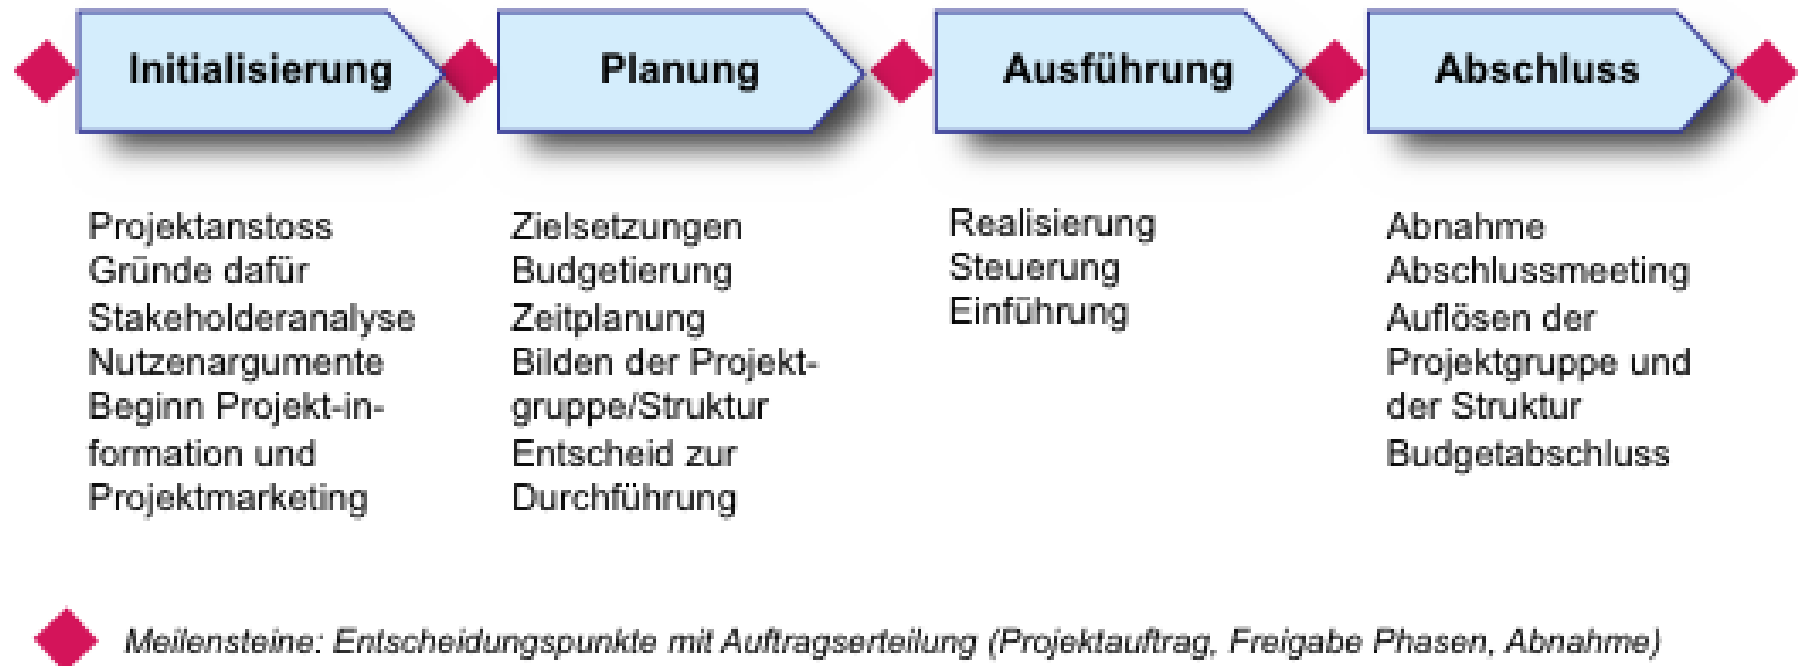 Initialisierung
Planung
Ausführung
Abschluss
Projektanstoss
Gründe dafür
Stakeholderanalyse
Nutzenargumente
Beginn Projekt-in-
formation und
Projektmarketing
Zielsetzungen
Budgetierung
Zeitplanung
Bilden der Projekt-
gruppe/Struktur
Entscheid zur
Durchführung
Realisierung
Steuerung
Einführung
Abnahme
Abschlussmeeting
Auflösen der
Projektgruppe und
der Struktur
Budgetabschluss
Meilensteine: Entscheidungspunkte mit Auftragserteilung (Projektauftrag, Freigabe Phasen, Abnahme)